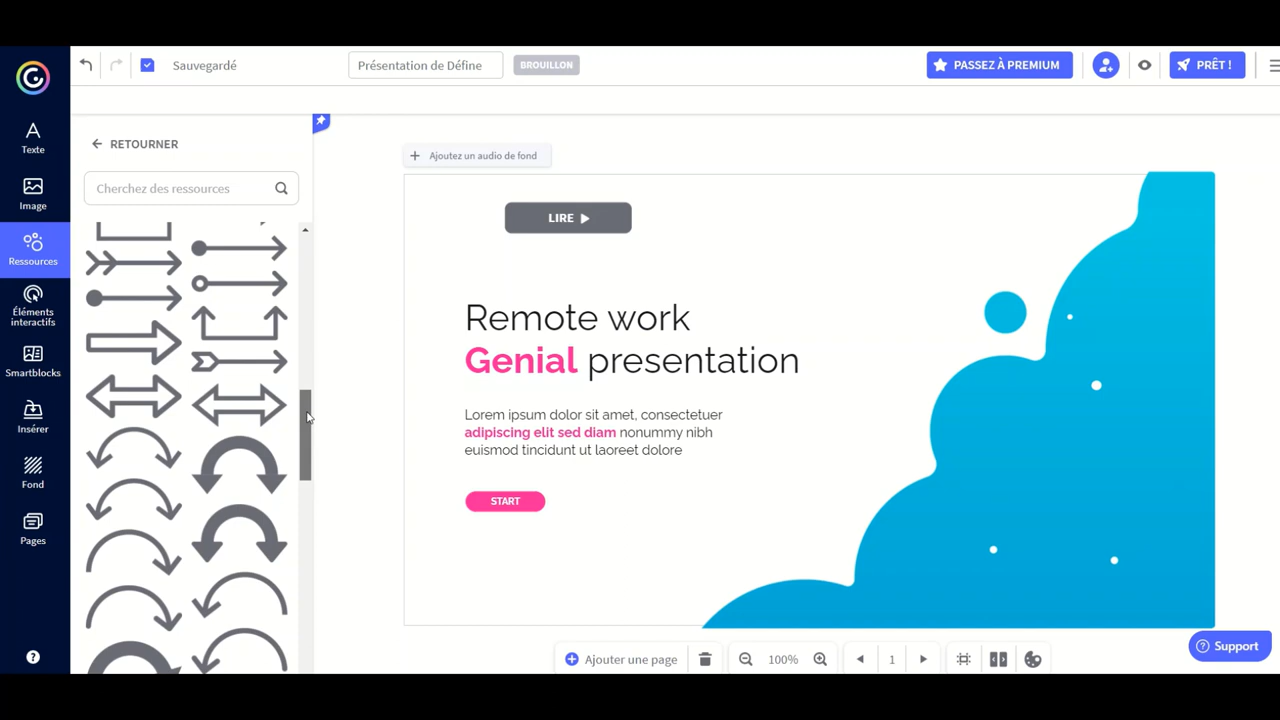 Sauvegardé
Présentation de Défine
BROUILLON
PASSEZ À PREMIUM
PRÊT !
Texte
Image
Ressources
Éléments
interactifs
Smartblocks
Insérer
Fond
Pages
RETOURNER
Cherchez des ressources
Ajoutez un audio de fond
LIRE
Remote work
Genial presentation
Lorem ipsum dolor sit amet, consectetuer
adipiscing elit sed diam nonummy nibh
euismod tincidunt ut laoreet dolore
START
Ajouter une page
100%
1
Support